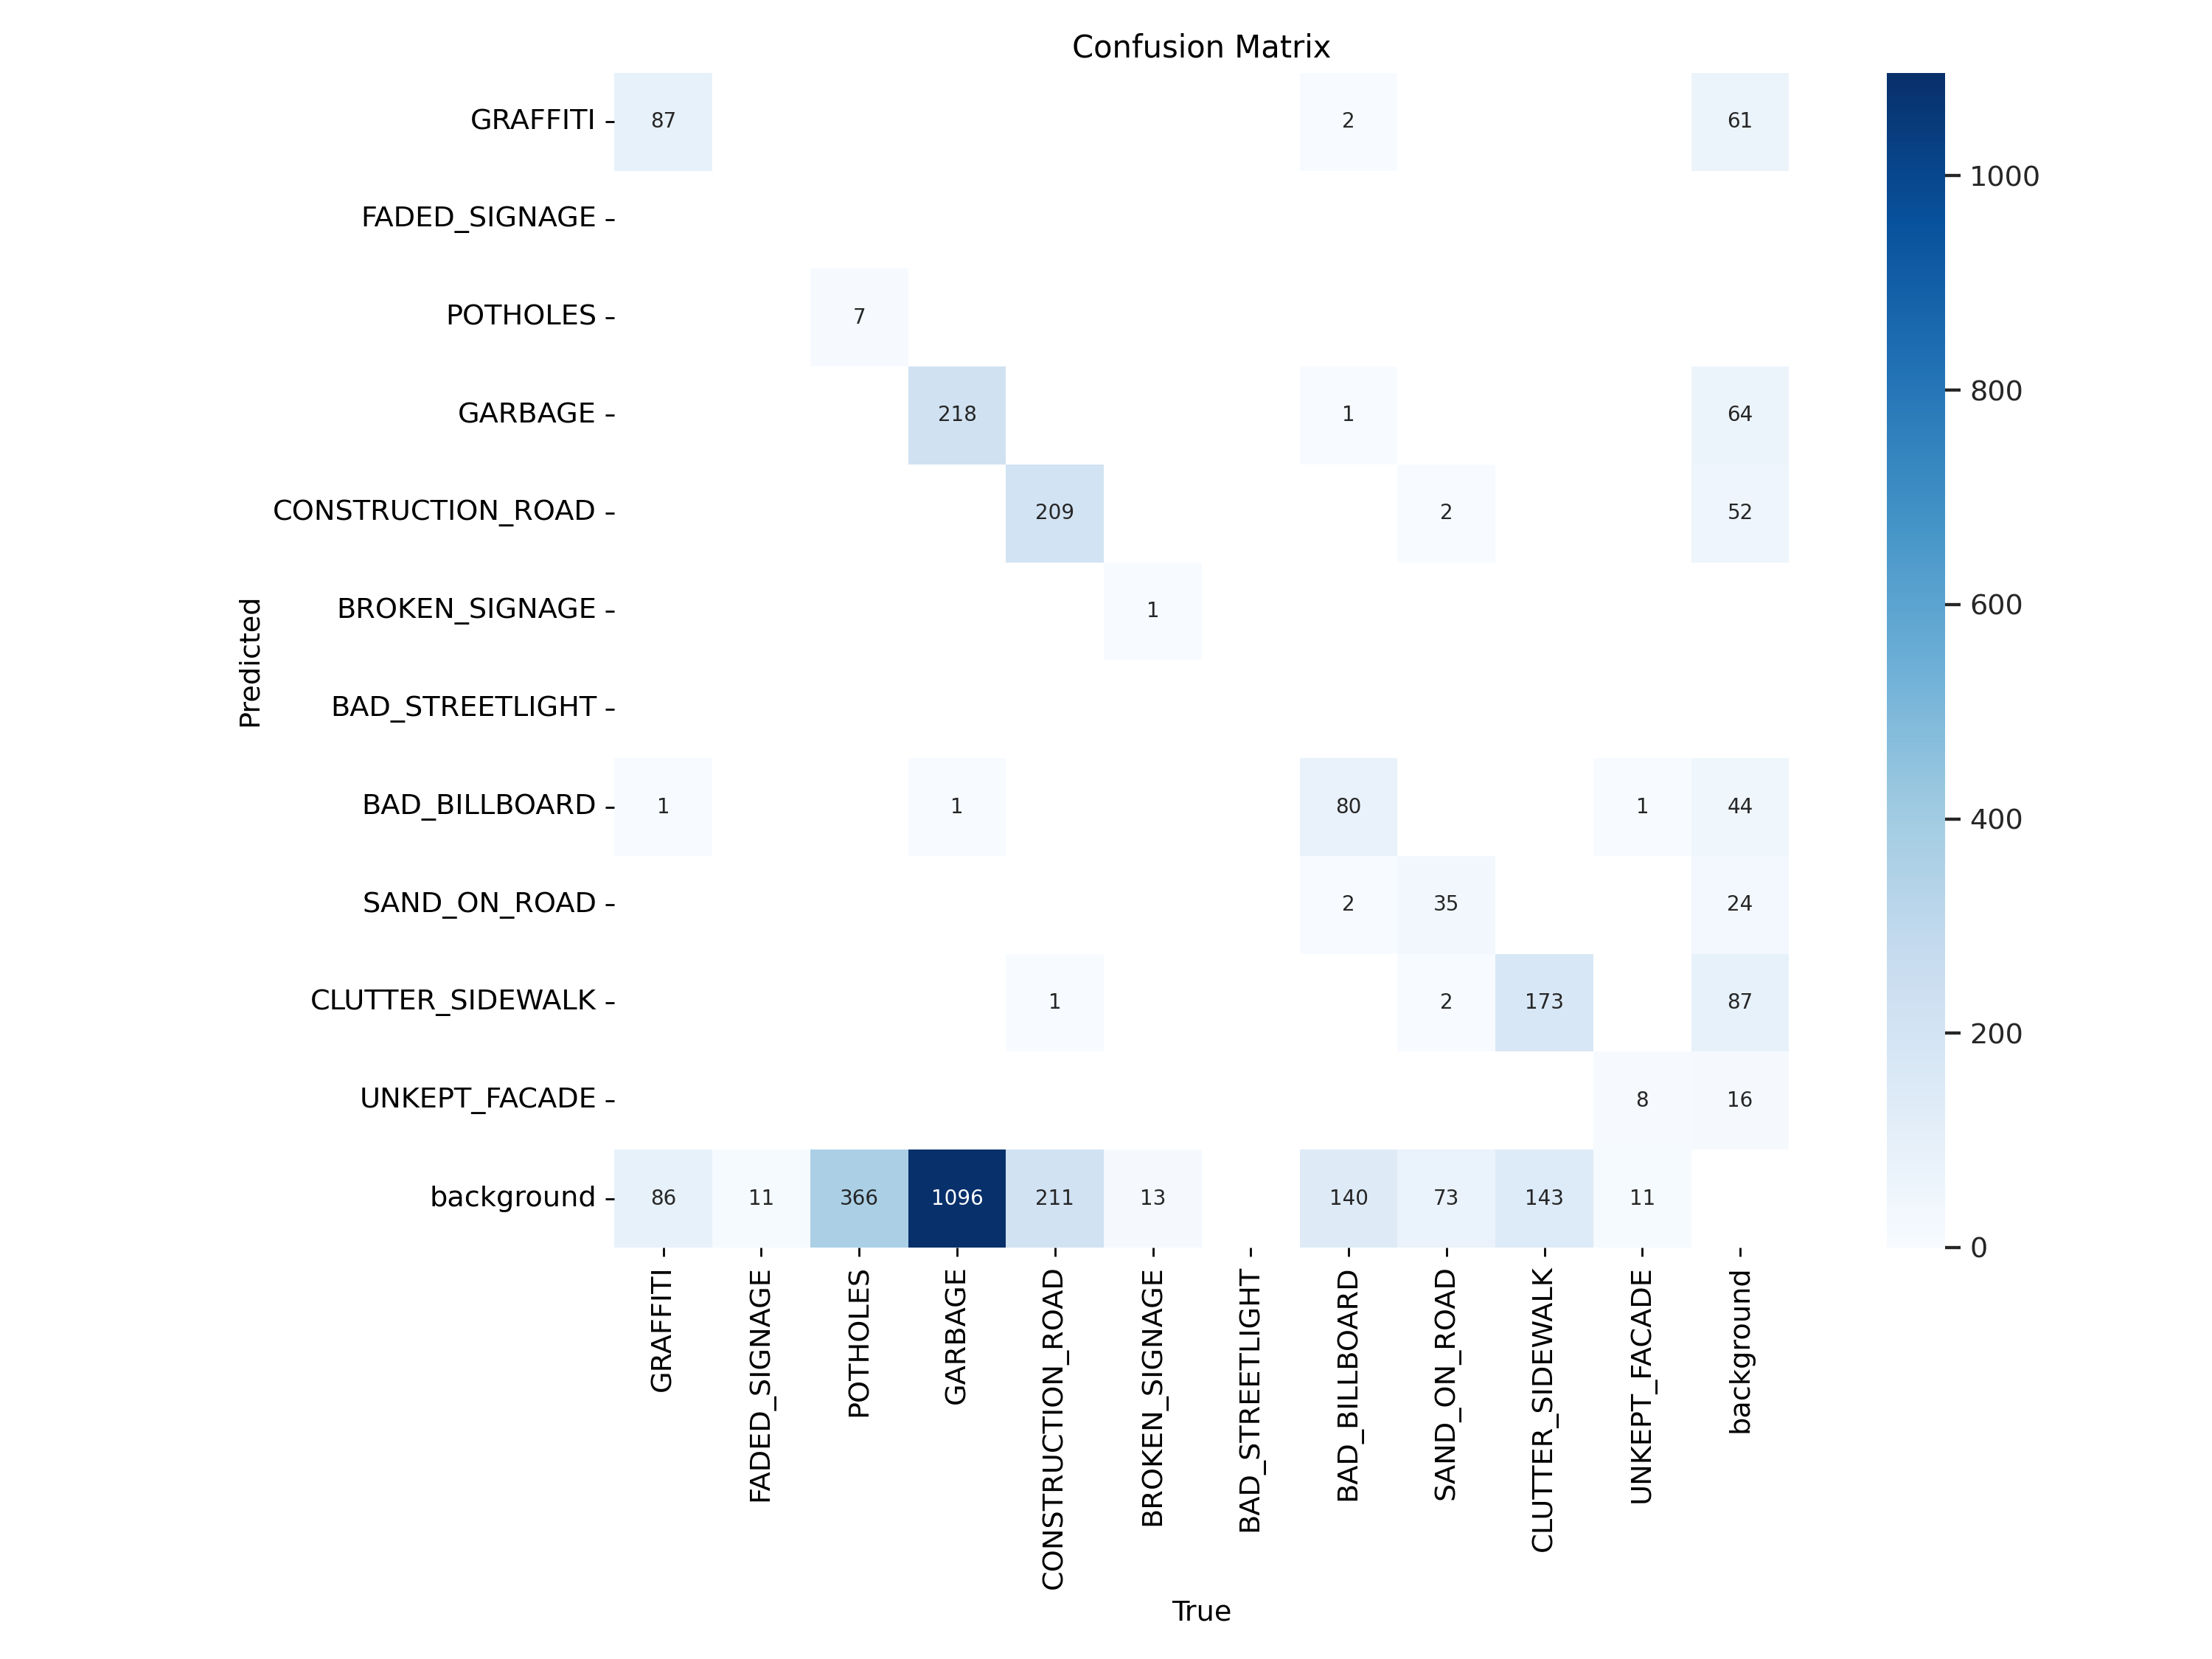 Confusion Matrix
GRAFFITI 87 2 61
FADED_SIGNAGE
POTHOLES 7
GARBAGE 218 1 64
CONSTRUCTION_ROAD 209 2 52
BROKEN_SIGNAGE 1
BAD_STREETLIGHT
BAD_BILLBOARD 1 1 80 1 44
SAND_ON_ROAD 2 35 24
CLUTTER_SIDEWALK 1 2 173 87
UNKEPT_FACADE 8 16
background 86 11 366 1096 211 13 140 73 143 11
Predicted
GRAFFITI
FADED_SIGNAGE
POTHOLES
GARBAGE
CONSTRUCTION_ROAD
BROKEN_SIGNAGE
BAD_STREETLIGHT
BAD_BILLBOARD
SAND_ON_ROAD
CLUTTER_SIDEWALK
UNKEPT_FACADE
background
True
1000
800
600
400
200
0